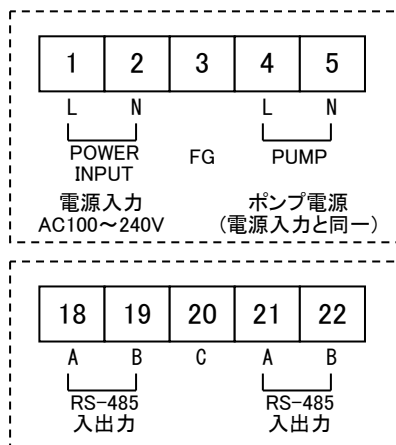 1 2 3 4 5
L N L N
POWER INPUT FG PUMP
電源入力 ポンプ電源
AC100～240V (電源入力と同一)
18 19 20 21 22
A B C A B
RS-485 RS-485
入出力 入出力